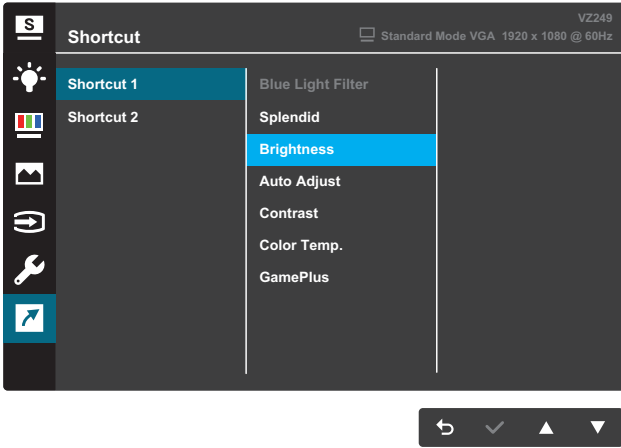 S
VZ249
Shortcut
Standard Mode VGA 1920 x 1080 @ 60Hz
Shortcut 1
Shortcut 2
Blue Light Filter
Splendid
Brightness
Auto Adjust
Contrast
Color Temp.
GamePlus